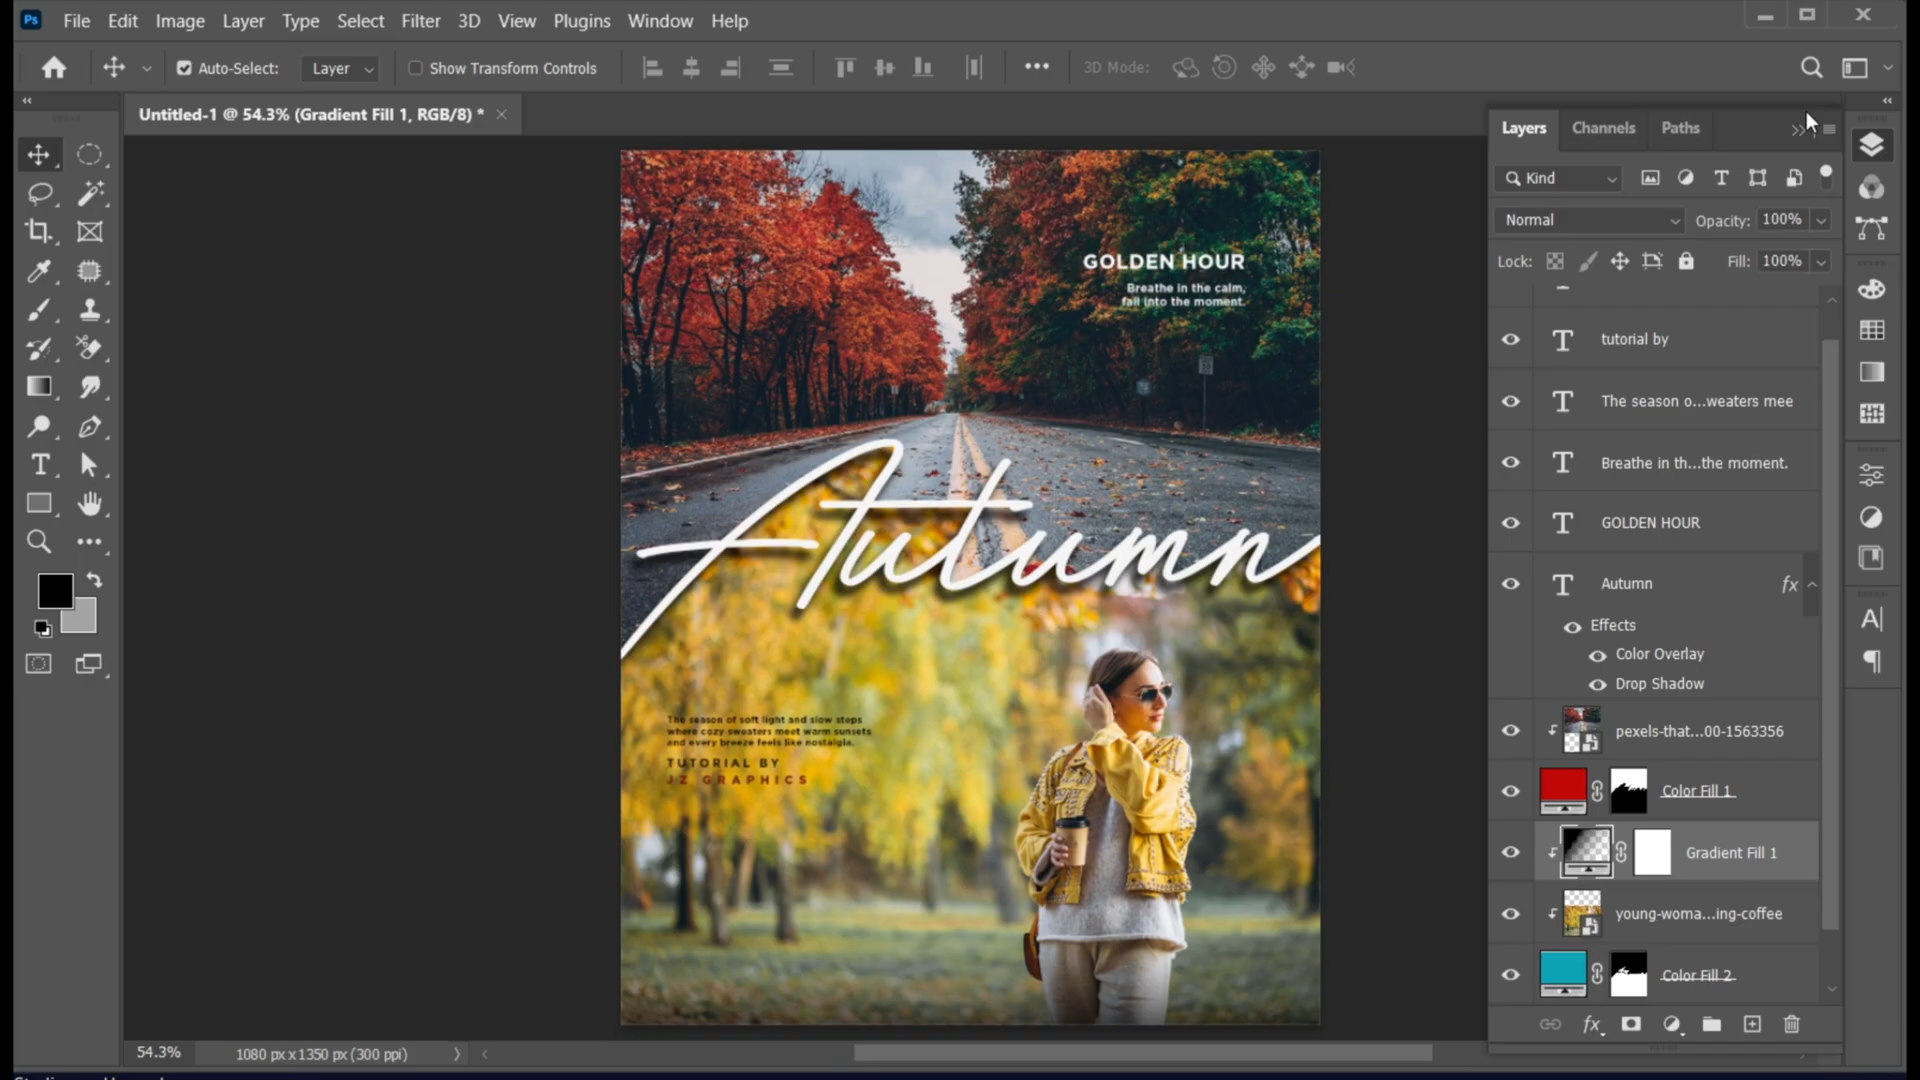 Ps File Edit Image Layer Type Select Filter 3D View Plugins Window Help
Auto-Select: Layer Show Transform Controls 3D Mode:
Untitled-1 @ 54.3% (Gradient Fill 1, RGB/8) *
Layers Channels Paths
Kind
Normal Opacity: 100%
Lock: Fill: 100%
tutorial by
The season o...weaters mee
Breathe in th...the moment.
GOLDEN HOUR
Autumn fx
Effects
Color Overlay
Drop Shadow
pexels-that...00-1563356
Color Fill 1
Gradient Fill 1
young-woma...ing-coffee
Color Fill 2
GOLDEN HOUR
Breathe in the calm,
fall into the moment.
Autumn
The season of soft light and slow steps
where cozy sweaters meet warm sunsets
and every breeze feels like nostalgia.
TUTORIAL BY
JZ GRAPHICS
54.3% 1080 px x 1350 px (300 ppi)